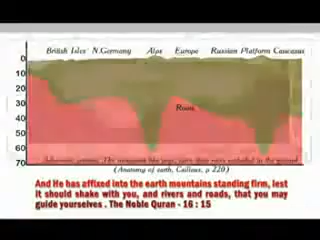 British Isles N.Germany Alps Europe Russian Platform Caucasus
0
10
20
30
40
50
60
70
Roots
(Anatomy of earth, Cailleux, p 220)
And He has affixed into the earth mountains standing firm, lest
it should shake with you, and rivers and roads, that you may
guide yourselves . The Noble Quran - 16 : 15